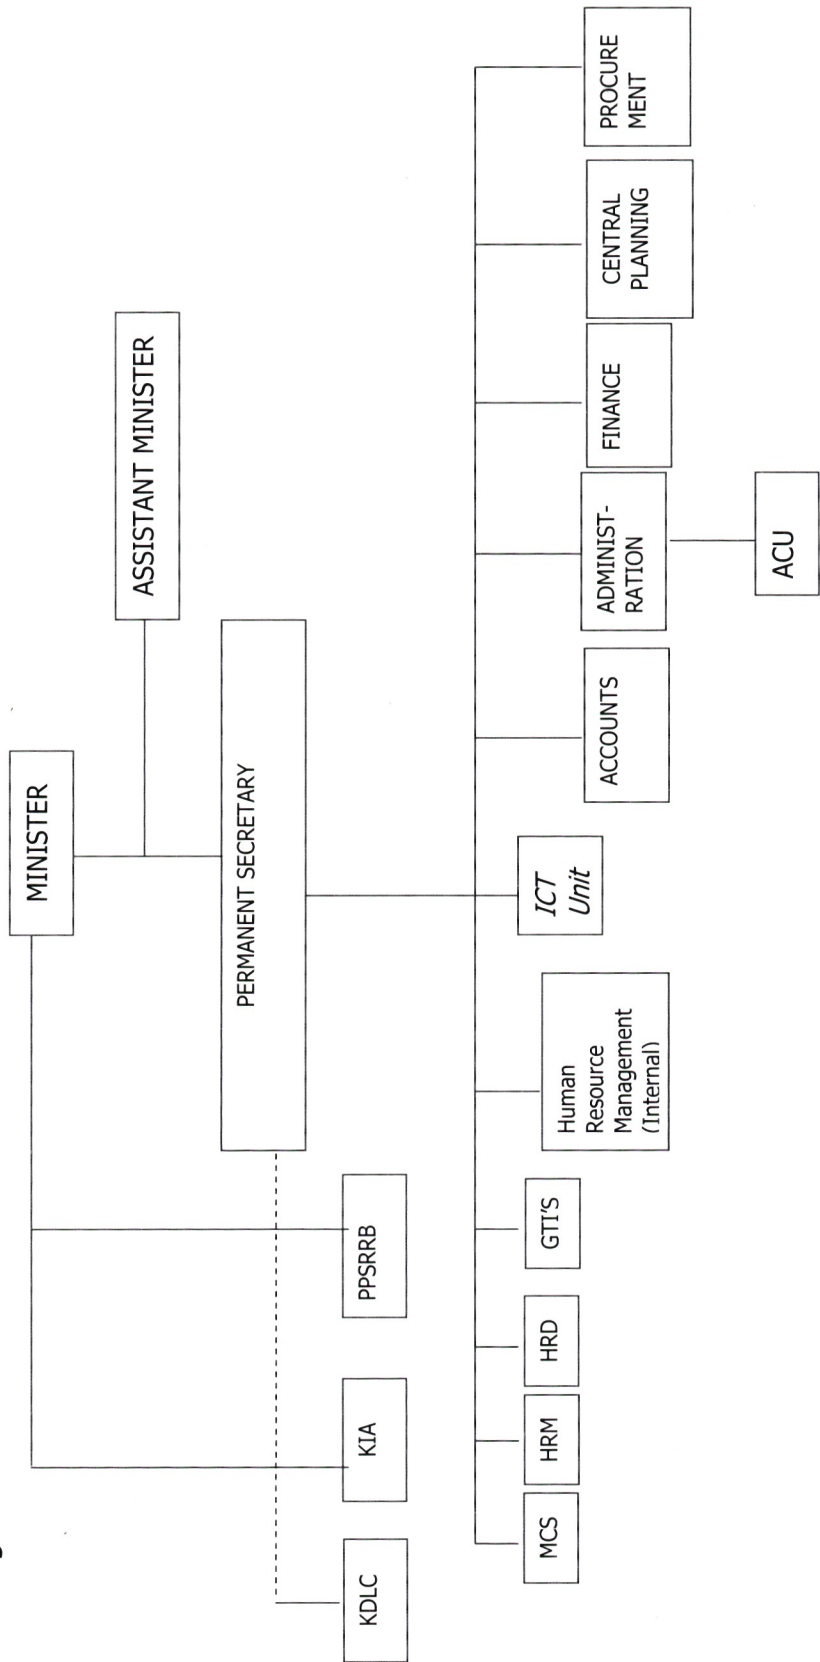 MINISTER
ASSISTANT MINISTER
PERMANENT SECRETARY
KDLC
KIA
PPSRRB
MCS
HRM
HRD
GTI'S
Human
Resource
Management
(Internal)
ICT
Unit
ACCOUNTS
ADMINIST-
RATION
FINANCE
CENTRAL
PLANNING
PROCURE
MENT
ACU